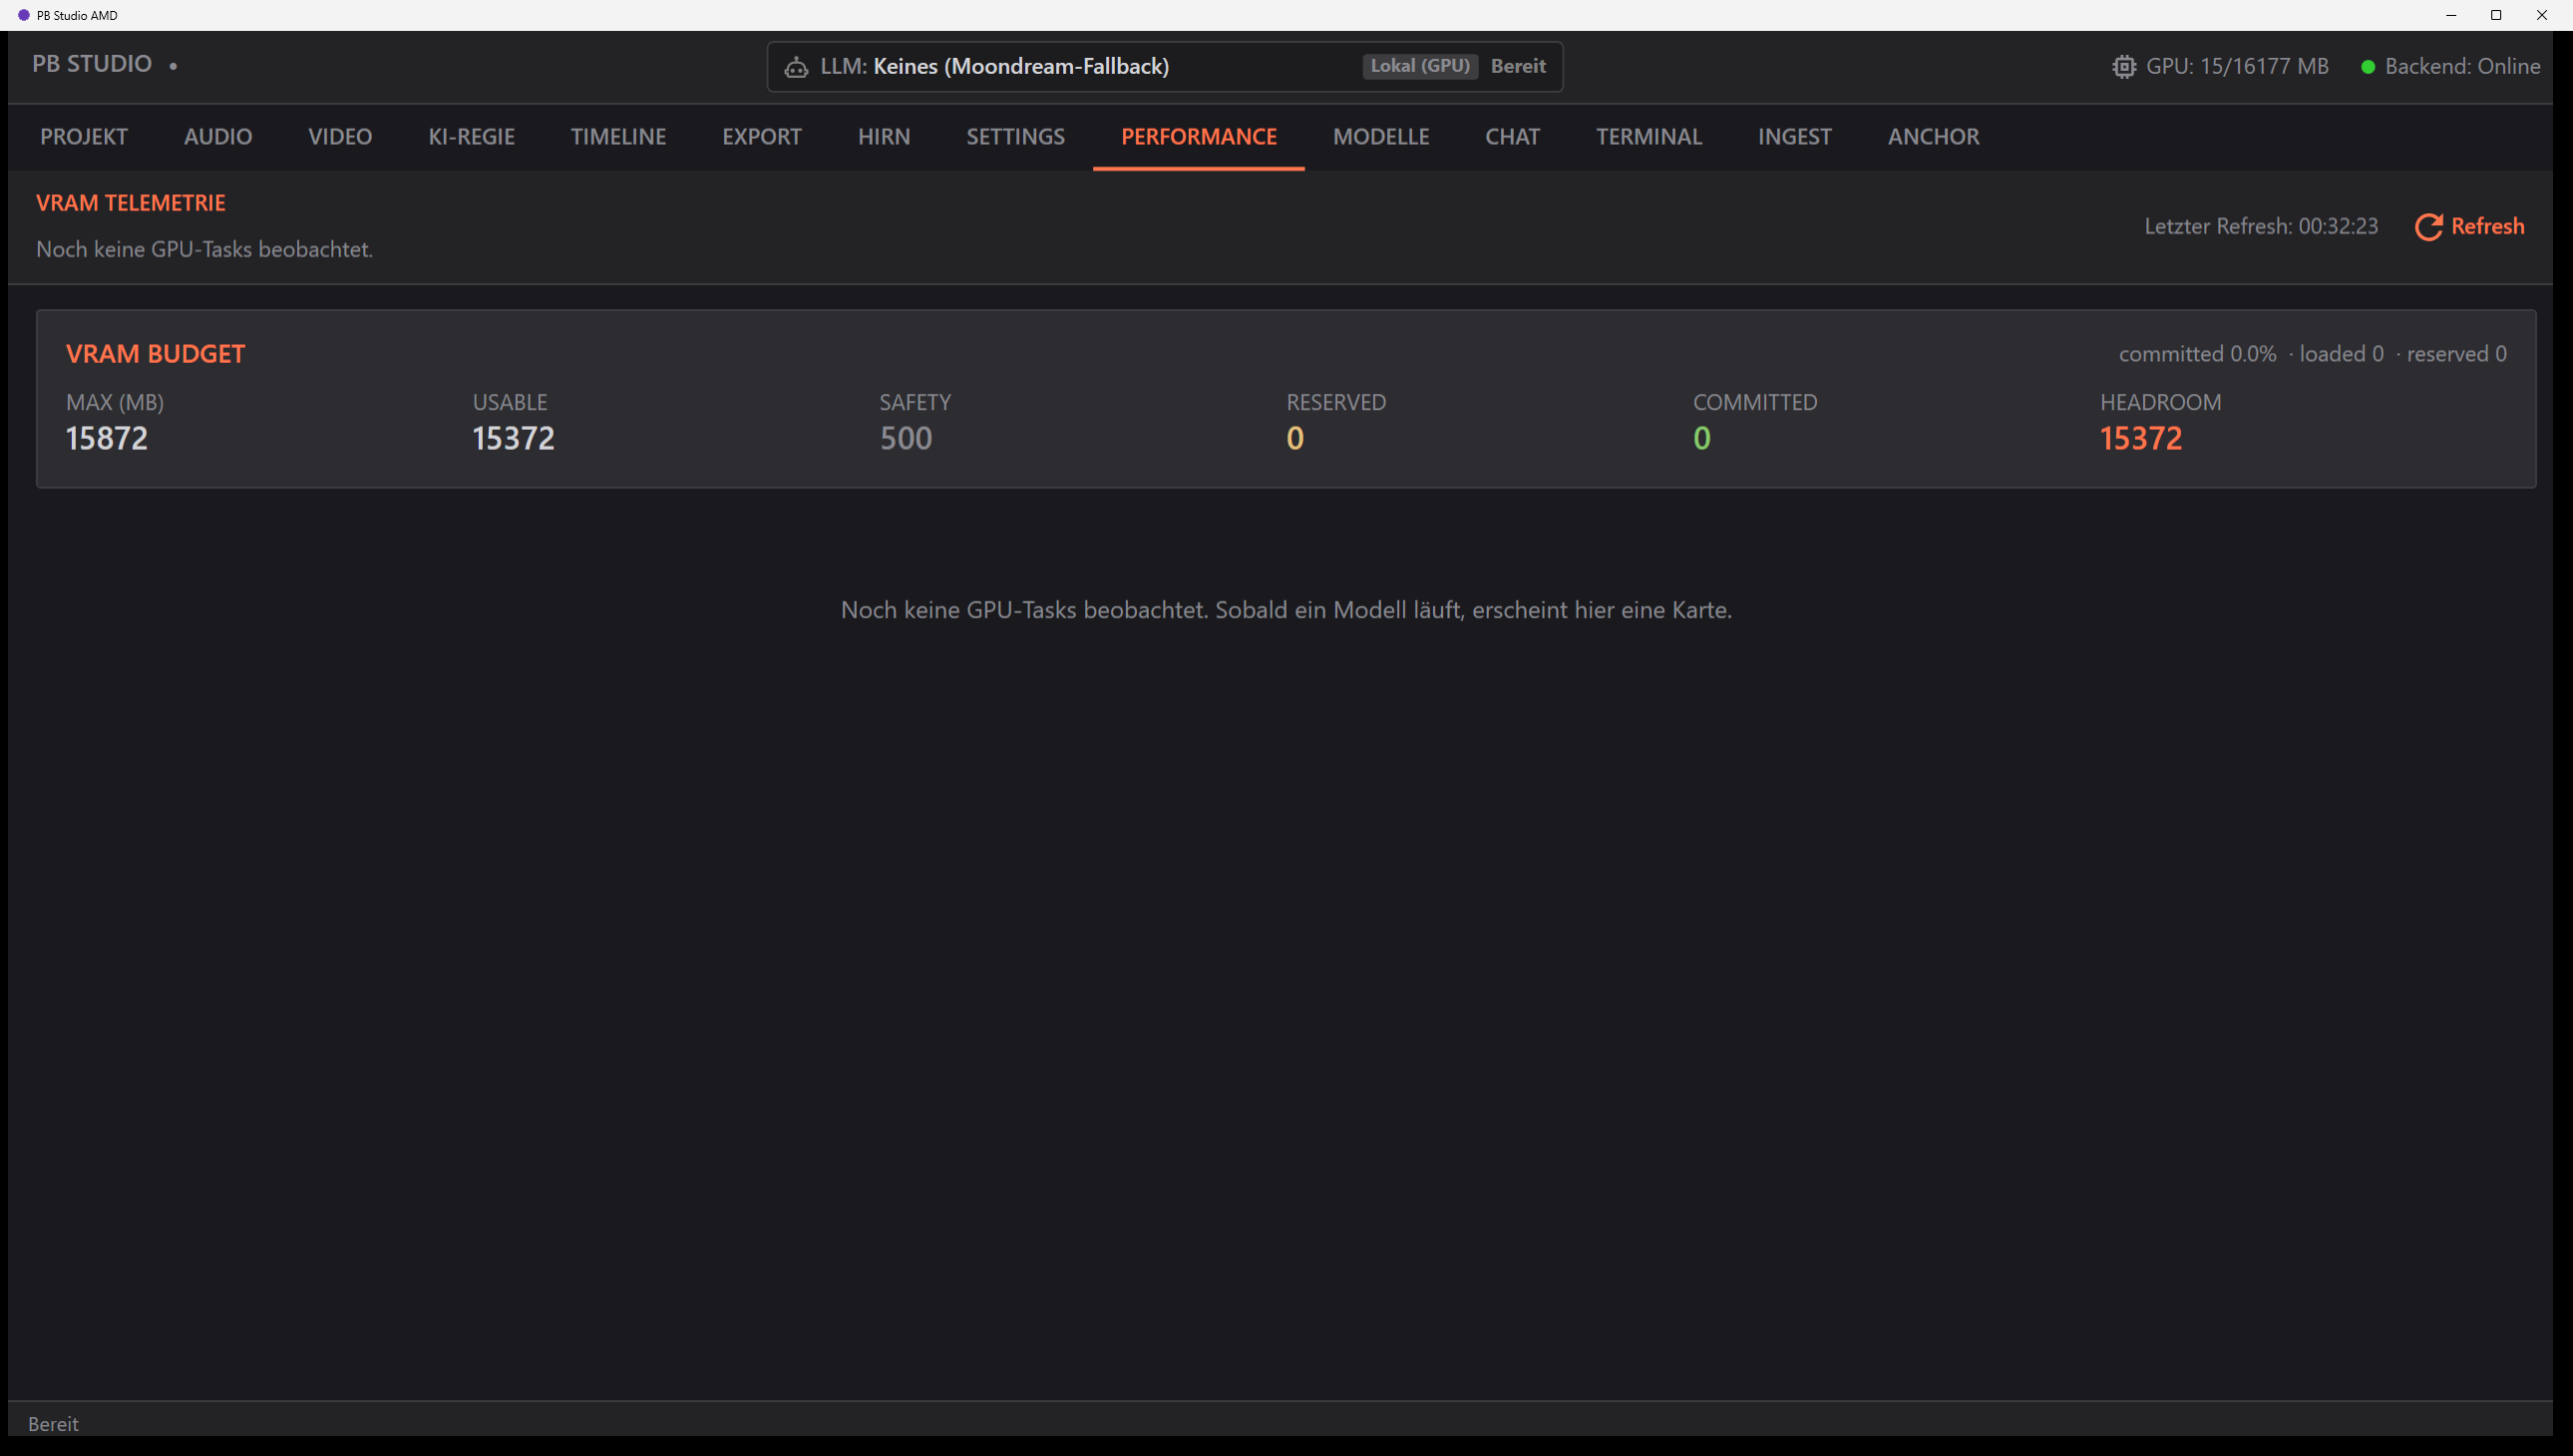 PB Studio AMD
PB STUDIO •
LLM: Keines (Moondream-Fallback) Lokal (GPU) Bereit
GPU: 15/16177 MB Backend: Online
PROJEKT AUDIO VIDEO KI-REGIE TIMELINE EXPORT HIRN SETTINGS PERFORMANCE MODELLE CHAT TERMINAL INGEST ANCHOR
VRAM TELEMETRIE
Noch keine GPU-Tasks beobachtet.
Letzter Refresh: 00:32:23 Refresh
VRAM BUDGET
committed 0.0% · loaded 0 · reserved 0
MAX (MB) USABLE SAFETY RESERVED COMMITTED HEADROOM
15872 15372 500 0 0 15372
Noch keine GPU-Tasks beobachtet. Sobald ein Modell läuft, erscheint hier eine Karte.
Bereit